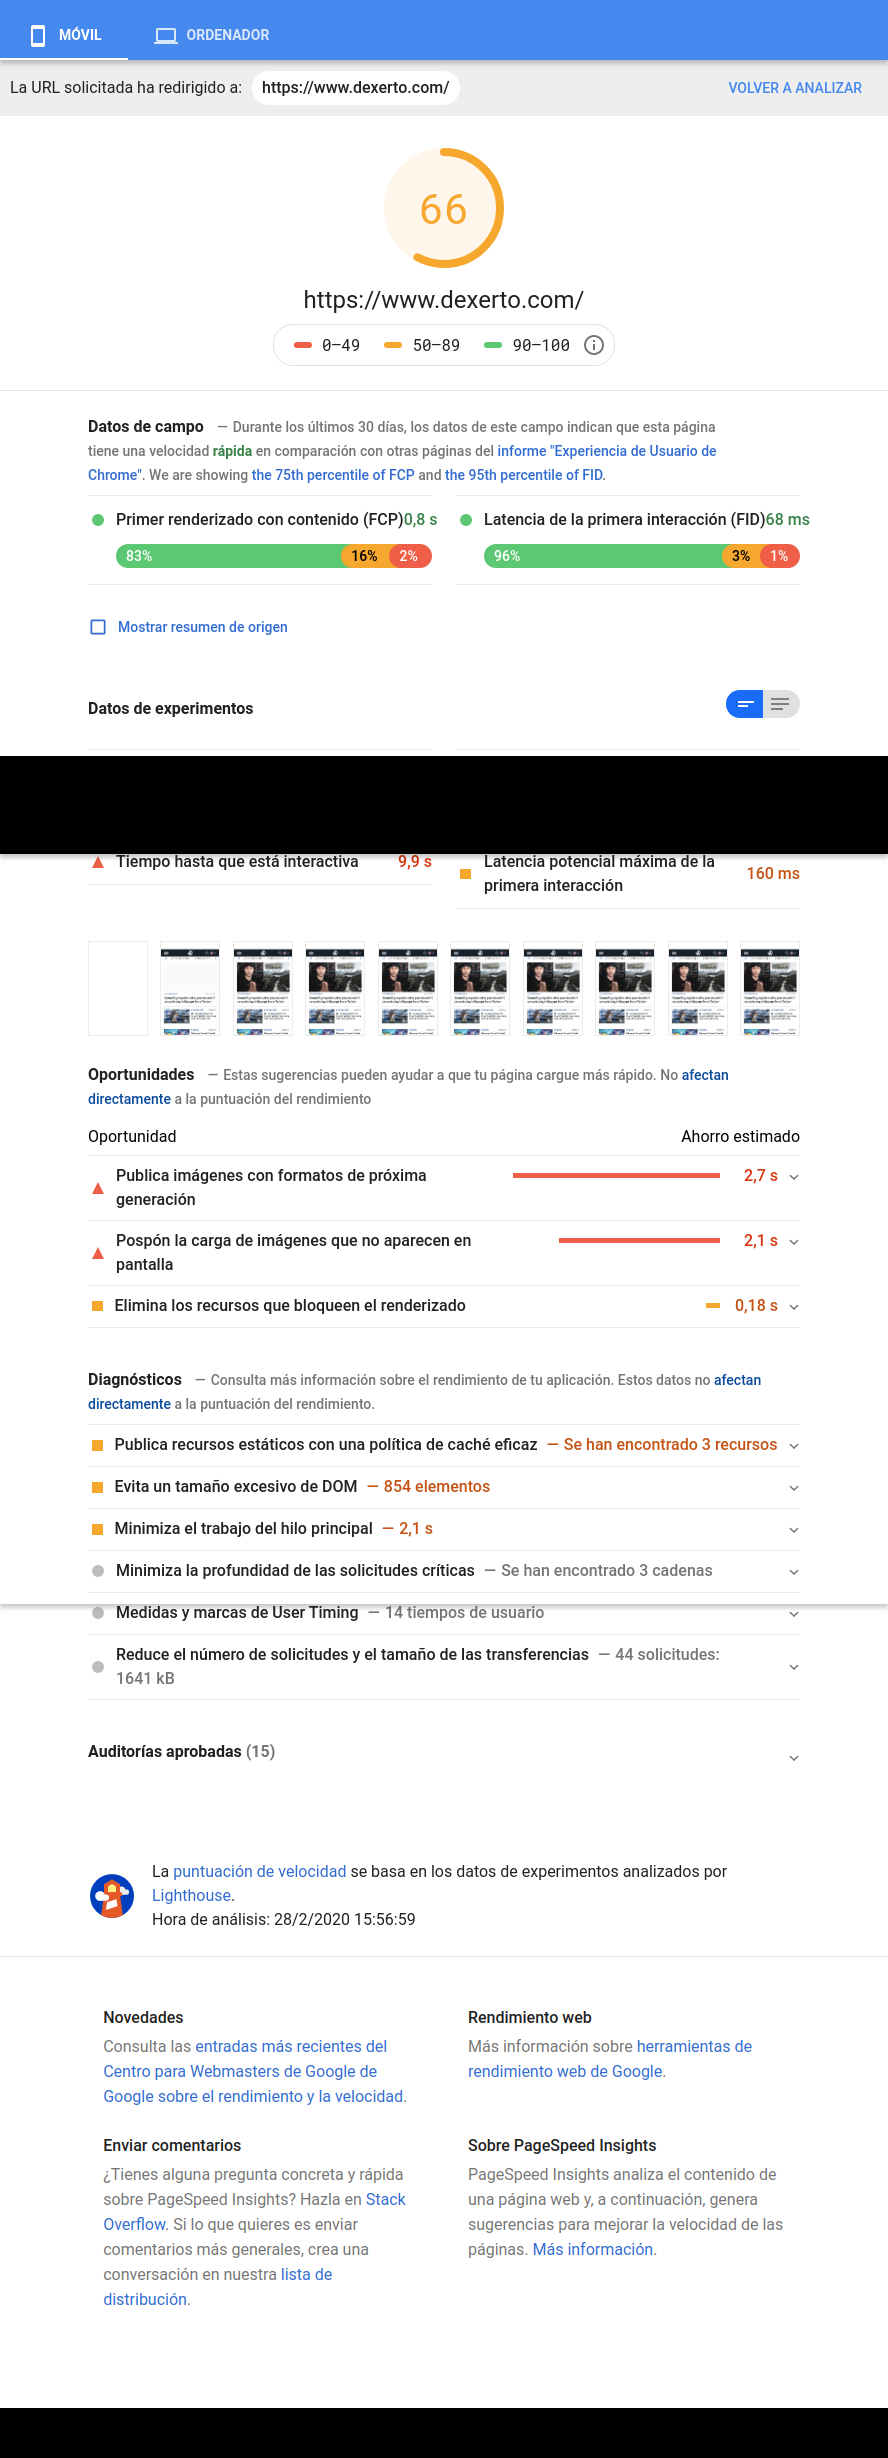 MÓVIL
ORDENADOR
La URL solicitada ha redirigido a: https://www.dexerto.com/ VOLVER A ANALIZAR
66
https://www.dexerto.com/
0–49 50–89 90–100
Datos de campo — Durante los últimos 30 días, los datos de este campo indican que esta página
tiene una velocidad rápida en comparación con otras páginas del informe "Experiencia de Usuario de
Chrome". We are showing the 75th percentile of FCP and the 95th percentile of FID.
Primer renderizado con contenido (FCP)0,8 s
83% 16% 2%
Latencia de la primera interacción (FID)68 ms
96% 3% 1%
Mostrar resumen de origen
Datos de experimentos
Tiempo hasta que está interactiva 9,9 s
Latencia potencial máxima de la
primera interacción 160 ms
Oportunidades — Estas sugerencias pueden ayudar a que tu página cargue más rápido. No afectan
directamente a la puntuación del rendimiento
Oportunidad Ahorro estimado
Publica imágenes con formatos de próxima
generación 2,7 s
Pospón la carga de imágenes que no aparecen en
pantalla 2,1 s
Elimina los recursos que bloqueen el renderizado 0,18 s
Diagnósticos — Consulta más información sobre el rendimiento de tu aplicación. Estos datos no afectan
directamente a la puntuación del rendimiento.
Publica recursos estáticos con una política de caché eficaz — Se han encontrado 3 recursos
Evita un tamaño excesivo de DOM — 854 elementos
Minimiza el trabajo del hilo principal — 2,1 s
Minimiza la profundidad de las solicitudes críticas — Se han encontrado 3 cadenas
Medidas y marcas de User Timing — 14 tiempos de usuario
Reduce el número de solicitudes y el tamaño de las transferencias — 44 solicitudes:
1641 kB
Auditorías aprobadas (15)
La puntuación de velocidad se basa en los datos de experimentos analizados por
Lighthouse.
Hora de análisis: 28/2/2020 15:56:59
Novedades
Consulta las entradas más recientes del
Centro para Webmasters de Google de
Google sobre el rendimiento y la velocidad.
Rendimiento web
Más información sobre herramientas de
rendimiento web de Google.
Enviar comentarios
¿Tienes alguna pregunta concreta y rápida
sobre PageSpeed Insights? Hazla en Stack
Overflow. Si lo que quieres es enviar
comentarios más generales, crea una
conversación en nuestra lista de
distribución.
Sobre PageSpeed Insights
PageSpeed Insights analiza el contenido de
una página web y, a continuación, genera
sugerencias para mejorar la velocidad de las
páginas. Más información.